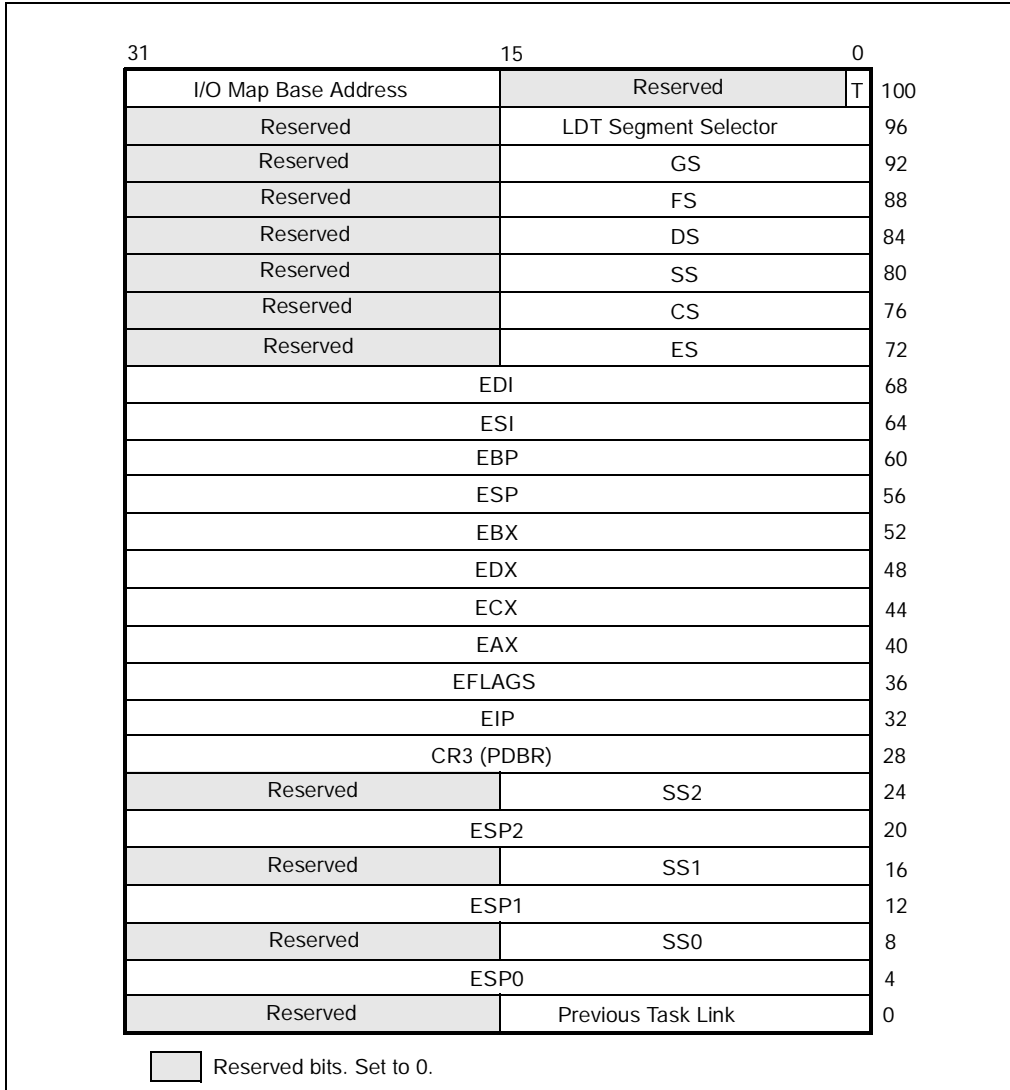 31 15 0
I/O Map Base Address Reserved T 100
Reserved LDT Segment Selector 96
Reserved GS 92
Reserved FS 88
Reserved DS 84
Reserved SS 80
Reserved CS 76
Reserved ES 72
EDI 68
ESI 64
EBP 60
ESP 56
EBX 52
EDX 48
ECX 44
EAX 40
EFLAGS 36
EIP 32
CR3 (PDBR) 28
Reserved SS2 24
ESP2 20
Reserved SS1 16
ESP1 12
Reserved SS0 8
ESP0 4
Reserved Previous Task Link 0
Reserved bits. Set to 0.